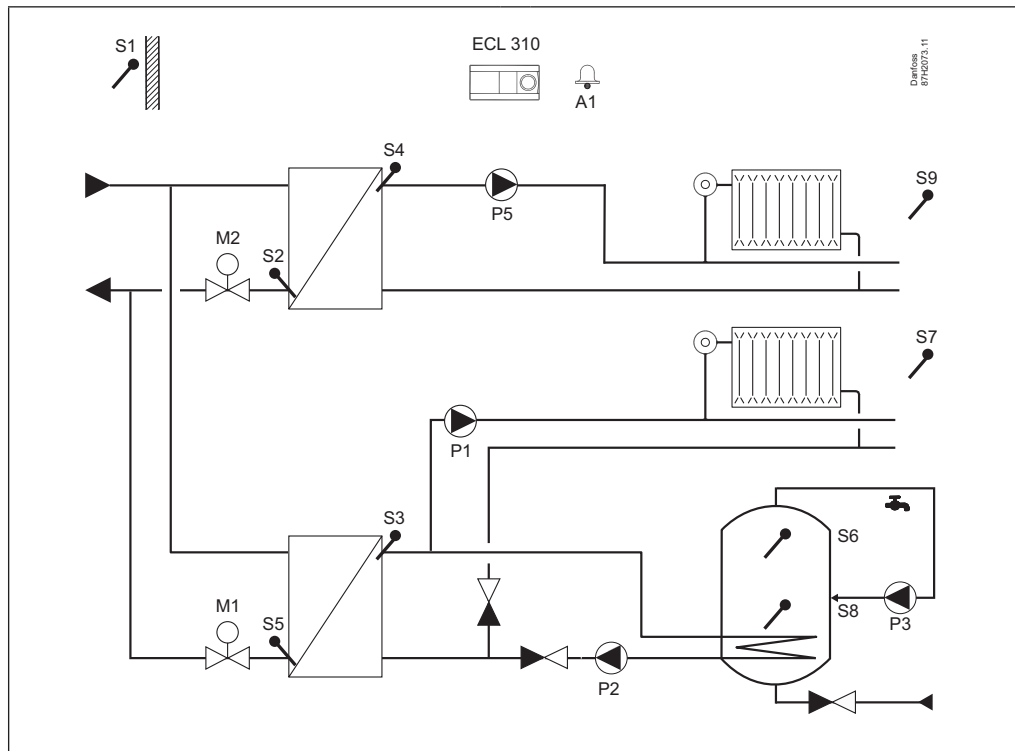 S1
ECL 310
A1
Danfoss
87H2073.11
S4
P5
S9
M2
S2
S7
P1
S3
S6
M1
S5
S8
P3
P2